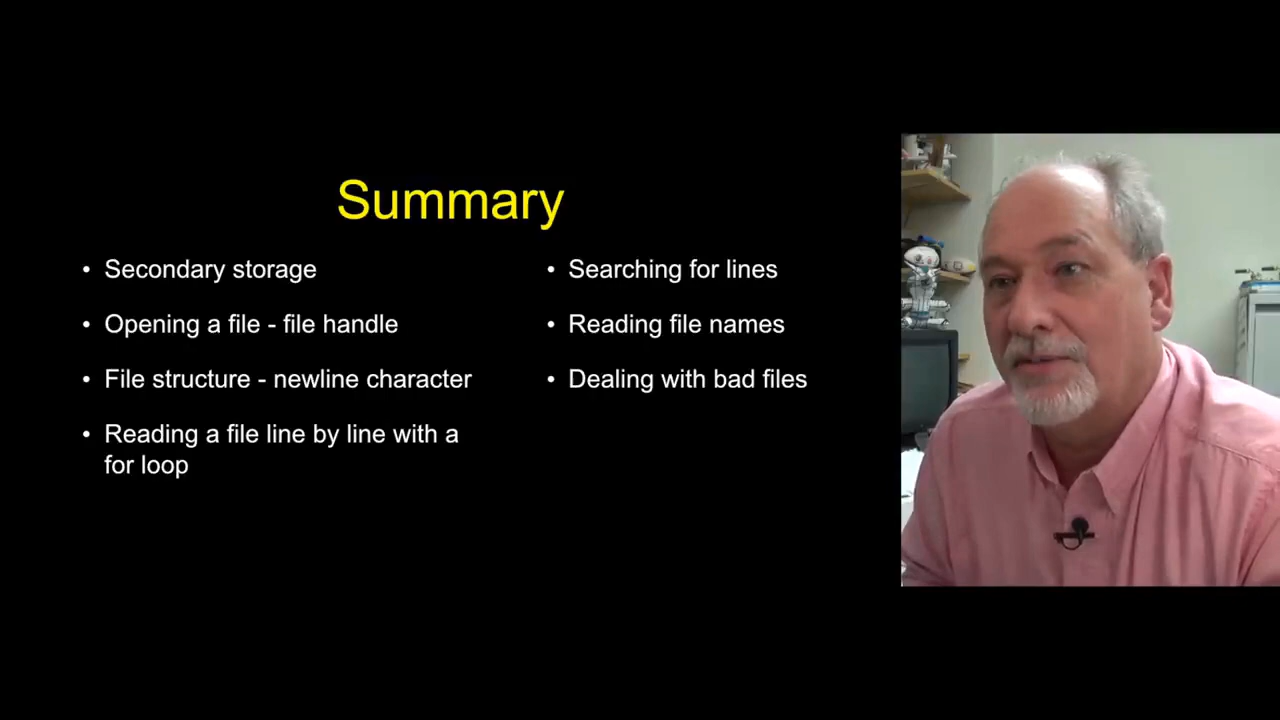 Summary
• Secondary storage
• Opening a file - file handle
• File structure - newline character
• Reading a file line by line with a
for loop
• Searching for lines
• Reading file names
• Dealing with bad files